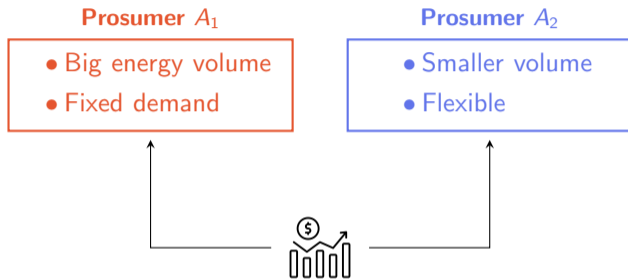 Prosumer A₁
• Big energy volume
• Fixed demand
Prosumer A₂
• Smaller volume
• Flexible
$